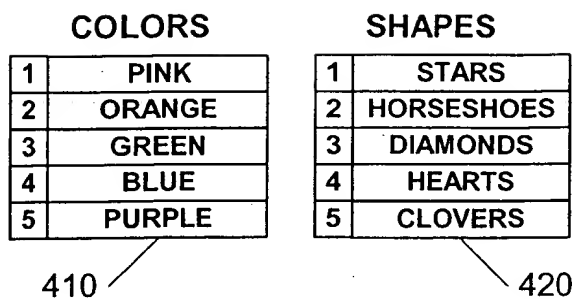 COLORS
1 PINK
2 ORANGE
3 GREEN
4 BLUE
5 PURPLE
410
SHAPES
1 STARS
2 HORSESHOES
3 DIAMONDS
4 HEARTS
5 CLOVERS
420